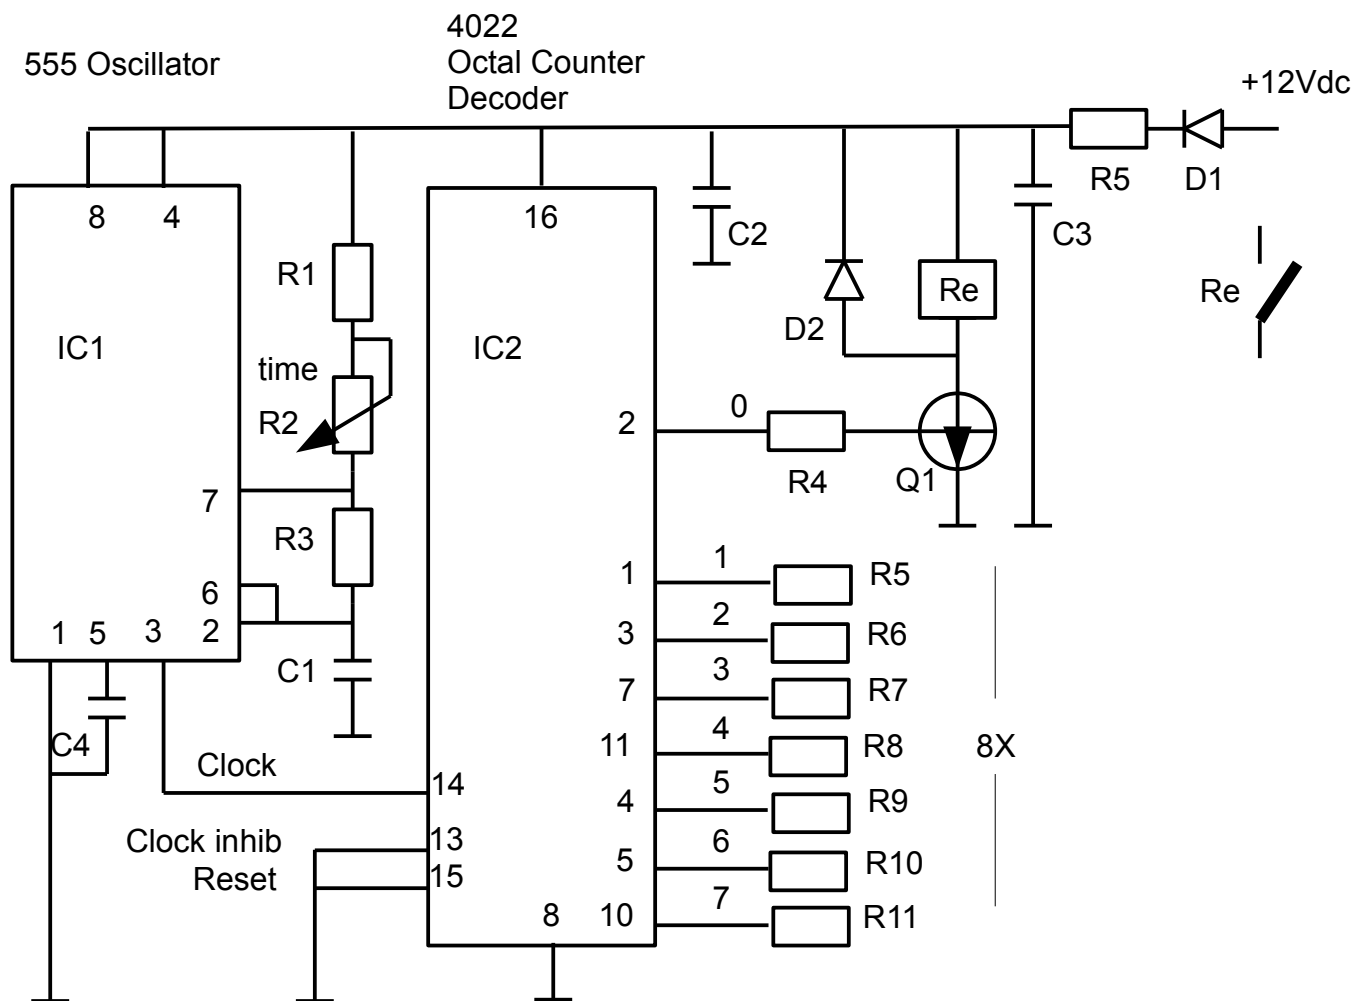 555 Oscillator
4022
Octal Counter
Decoder
+12Vdc
R5
D1
8
4
16
C2
C3
R1
Re
Re
IC1
time
R2
IC2
D2
2
0
R4
Q1
7
R3
6
2
1
5
3
C1
C4
1
1
R5
3
2
R6
7
3
R7
11
4
R8
8X
4
5
R9
5
6
R10
10
7
R11
Clock
14
Clock inhib
13
Reset
15
8